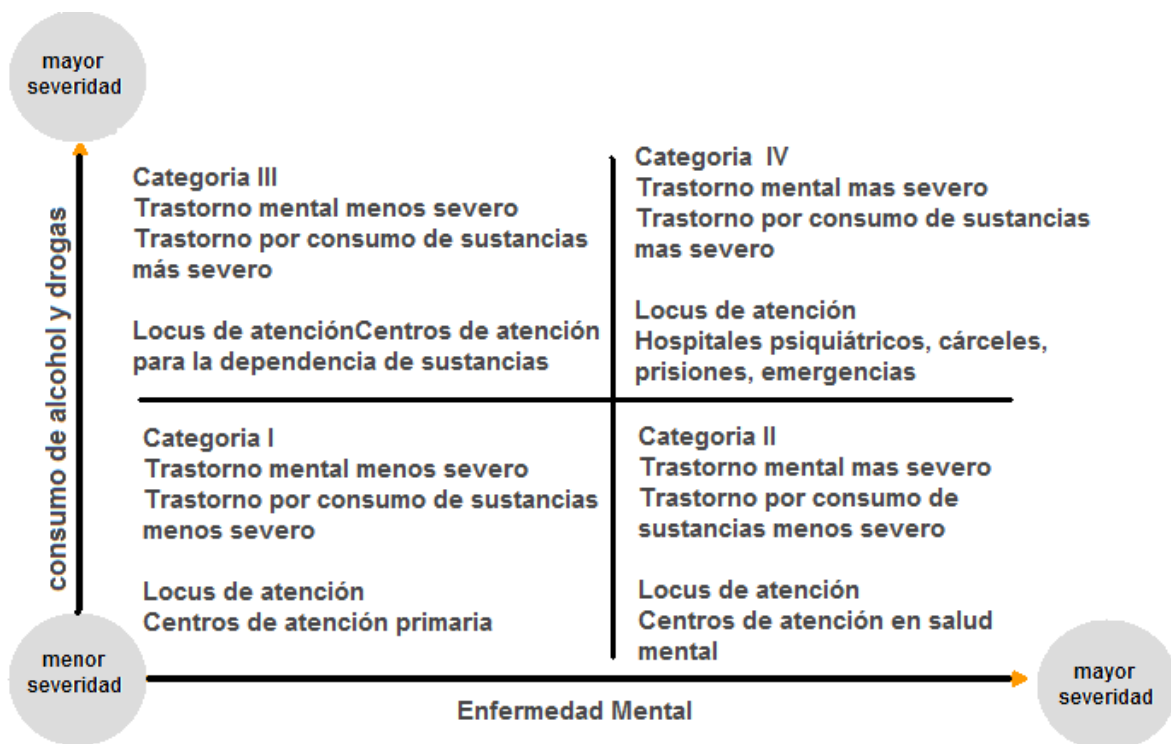 mayor
severidad
consumo de alcohol y drogas
Categoria III
Trastorno mental menos severo
Trastorno por consumo de sustancias
más severo
Locus de atenciónCentros de atención
para la dependencia de sustancias
Categoria IV
Trastorno mental mas severo
Trastorno por consumo de sustancias
mas severo
Locus de atención
Hospitales psiquiátricos, cárceles,
prisiones, emergencias
Categoria I
Trastorno mental menos severo
Trastorno por consumo de sustancias
menos severo
Locus de atención
Centros de atención primaria
Categoria II
Trastorno mental mas severo
Trastorno por consumo de
sustancias menos severo
Locus de atención
Centros de atención en salud
mental
menor
severidad
Enfermedad Mental
mayor
severidad